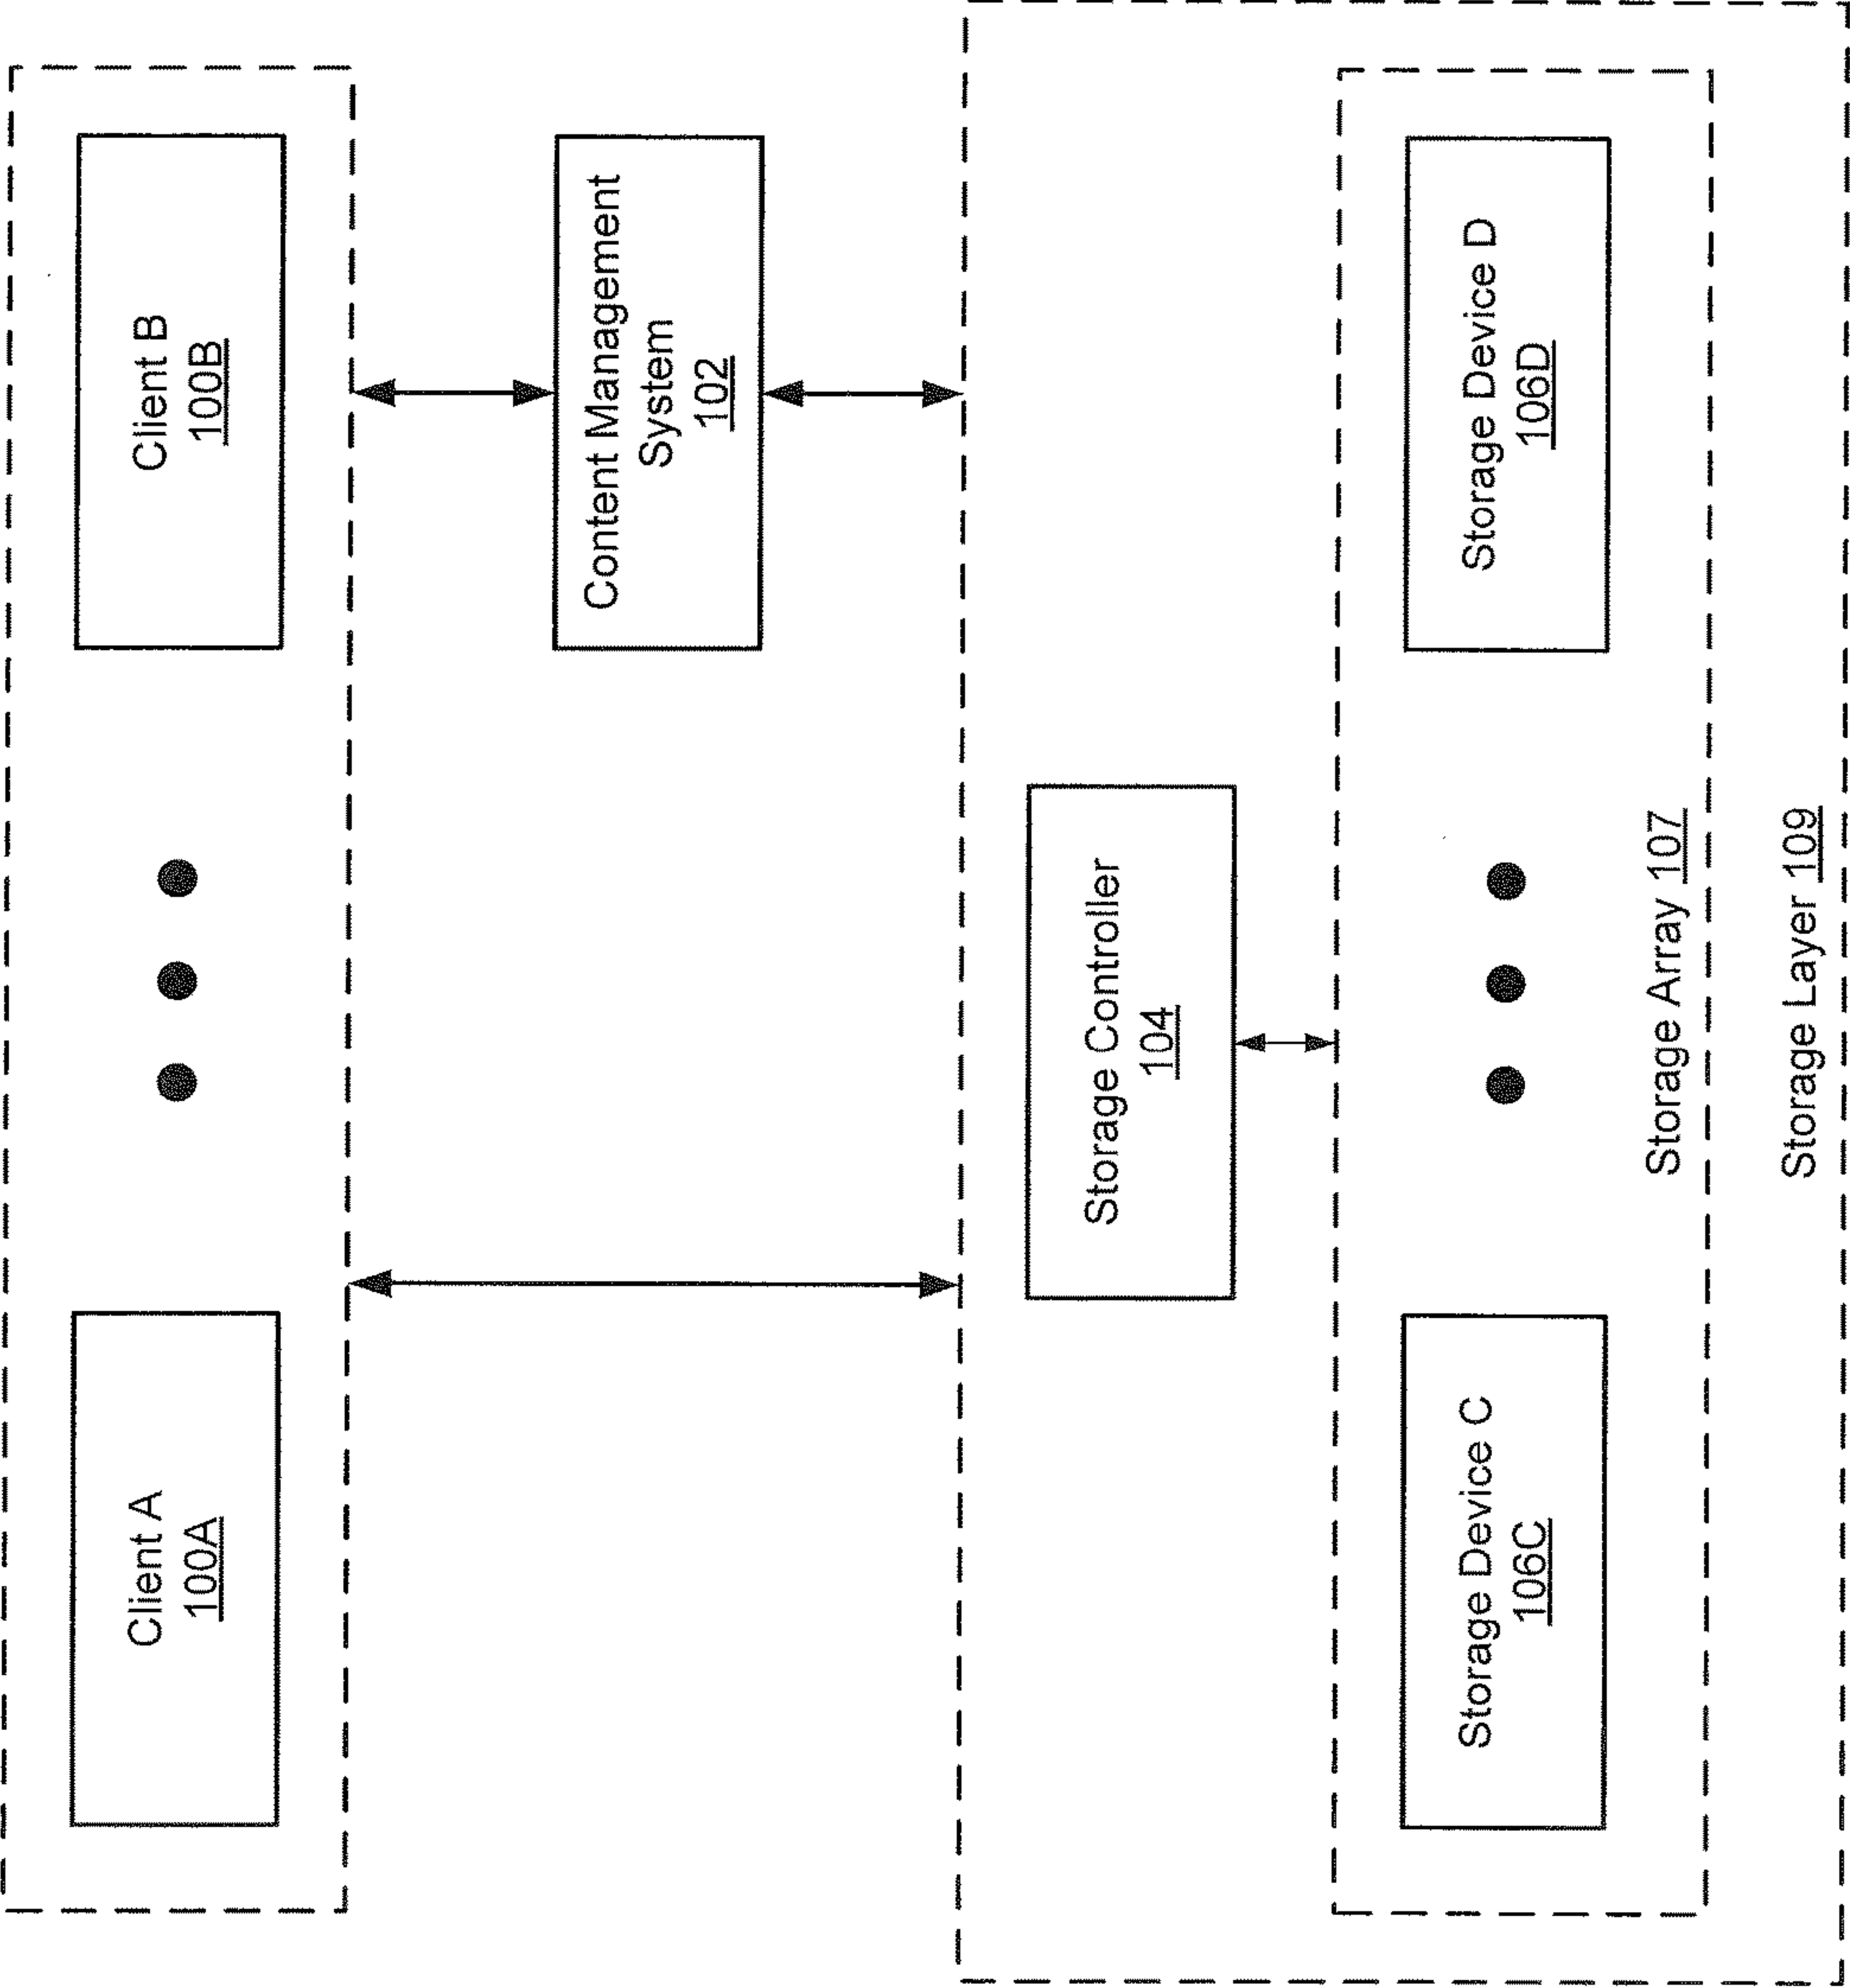 Client A
100A
Client B
100B
Content Management
System
102
Storage Controller
104
Storage Device C
106C
Storage Device D
106D
Storage Array 107
Storage Layer 109